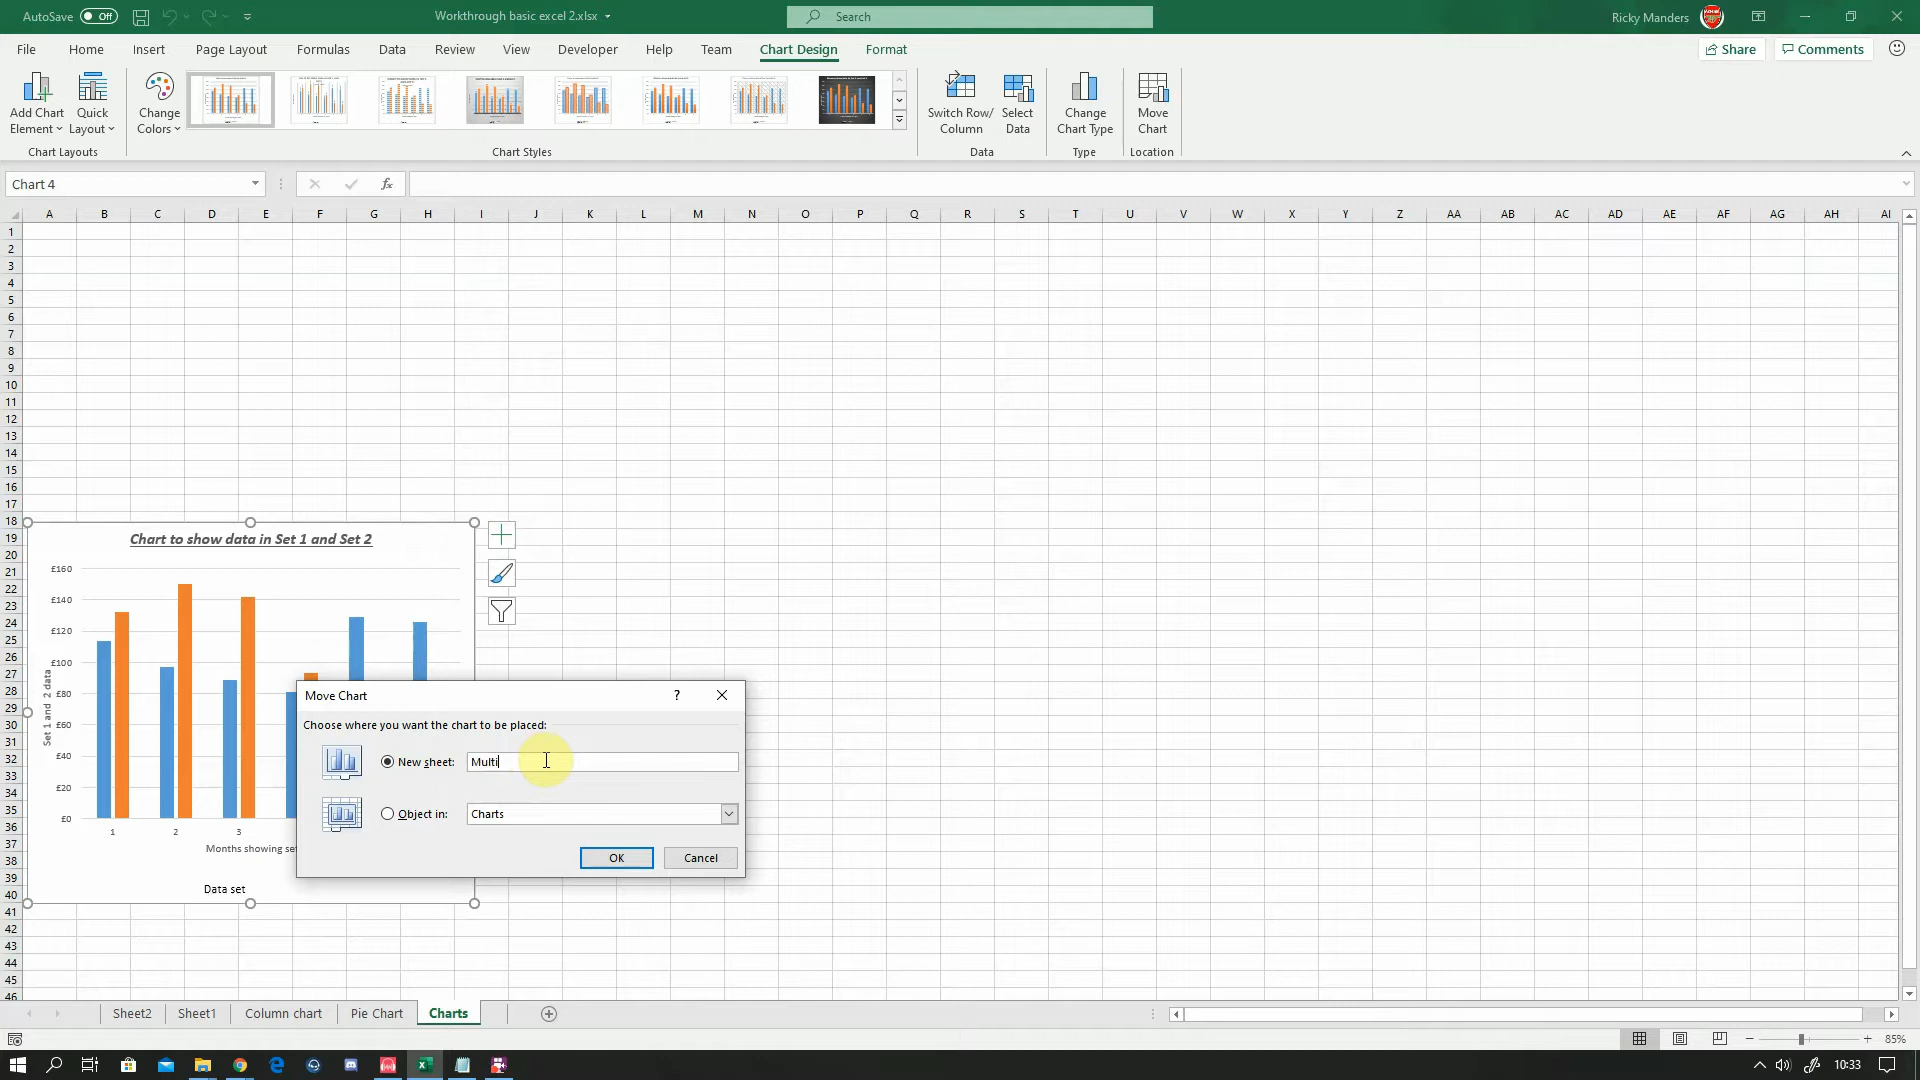 AutoSave Off
Workthrough basic excel 2.xlsx
Search
Ricky Manders
File Home Insert Page Layout Formulas Data Review View Developer Help Team Chart Design Format
Share Comments
Add Chart Element
Quick Layout
Change Colors
Switch Row/Column
Select Data
Change Chart Type
Move Chart
Chart Layouts Chart Styles Data Type Location
Chart 4
fx
A B C D E F G H I J K L M N O P Q R S T U V W X Y Z AA AB AC AD AE AF AG AH AI
1
2
3
4
5
6
7
8
9
10
11
12
13
14
15
16
17
18
19
20
21
22
23
24
25
26
27
28
29
30
31
32
33
34
35
36
37
38
39
40
41
42
43
44
45
46
Chart to show data in Set 1 and Set 2
£160
£140
£120
£100
£80
£60
£40
£20
£0
Set 1 and 2 data
1 2 3
Months showing set
Data set
Move Chart ?
Choose where you want the chart to be placed:
New sheet: Multi
Object in: Charts
OK Cancel
Sheet2 Sheet1 Column chart Pie Chart Charts
85%
10:33